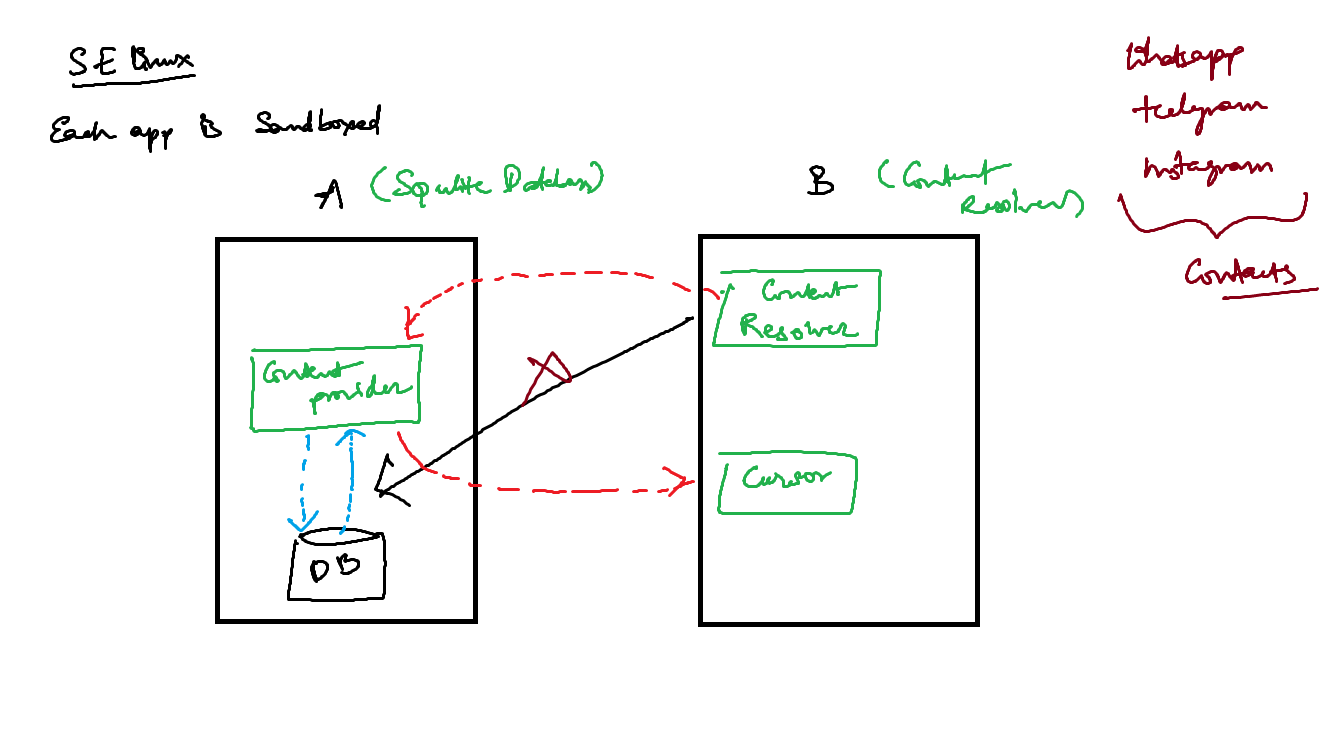 SE Linux
Each app is Sandboxed
A (Sqlite Database)
B (Content
Resolver)
Whatsapp
telegram
Instagram
Contacts
Content
Resolver
Content
provider
Cursor
DB